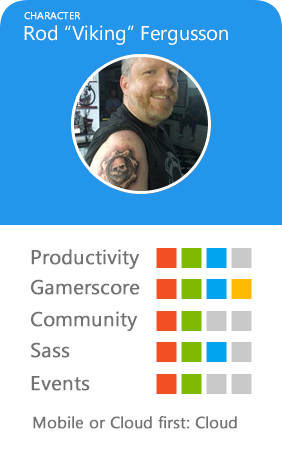 CHARACTER
Rod “Viking“ Fergusson
Productivity
Gamerscore
Community
Sass
Events
Mobile or Cloud first: Cloud